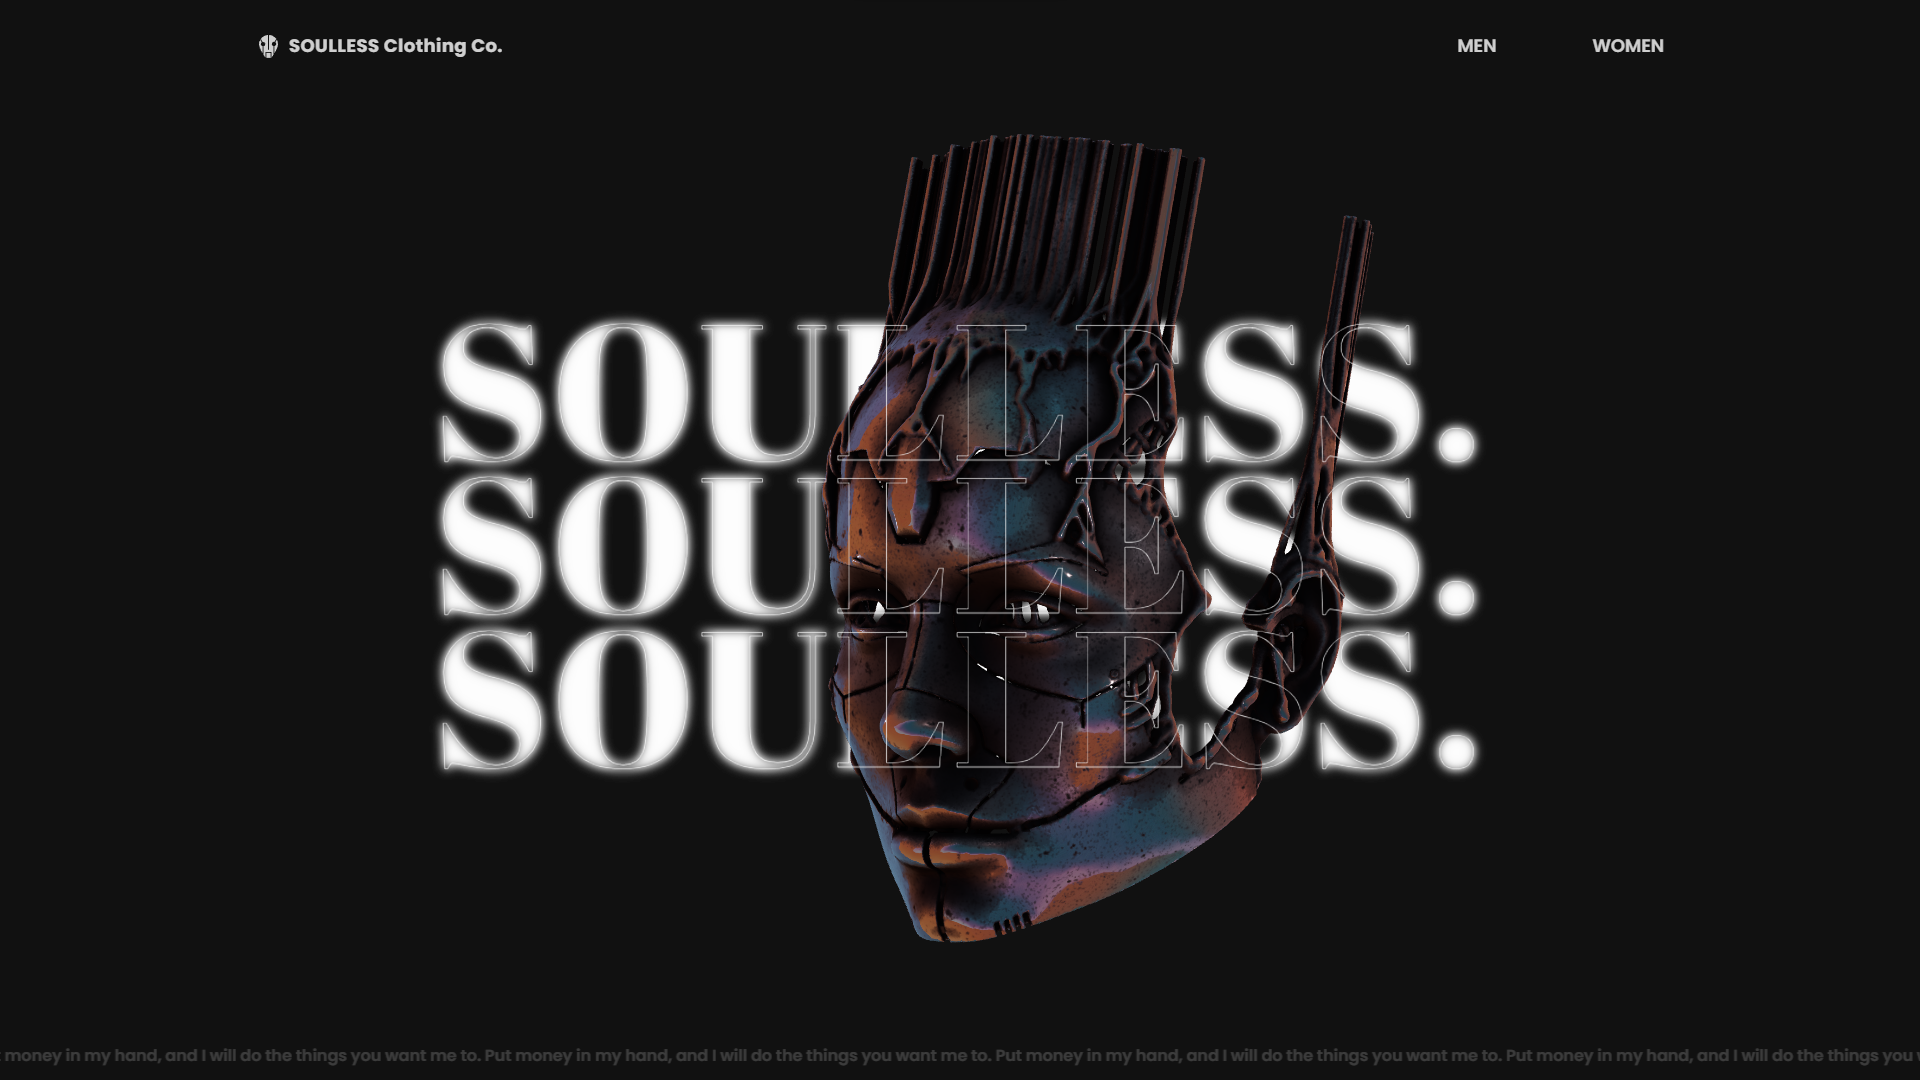 SOULLESS Clothing Co.
MEN
WOMEN
SOULLESS.
SOULLESS.
SOULLESS.
money in my hand, and I will do the things you want me to. Put money in my hand, and I will do the things you want me to. Put money in my hand, and I will do the things you want me to. Put money in my hand, and I will do the things you